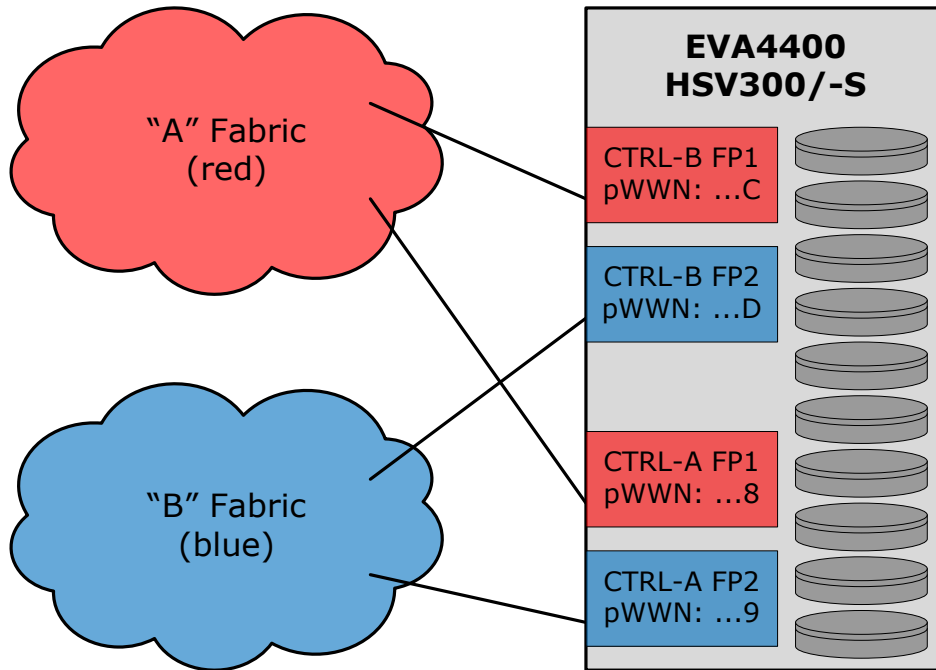 “A” Fabric
(red)
“B” Fabric
(blue)
EVA4400
HSV300/-S
CTRL-B FP1
pWWN: ...C
CTRL-B FP2
pWWN: ...D
CTRL-A FP1
pWWN: ...8
CTRL-A FP2
pWWN: ...9